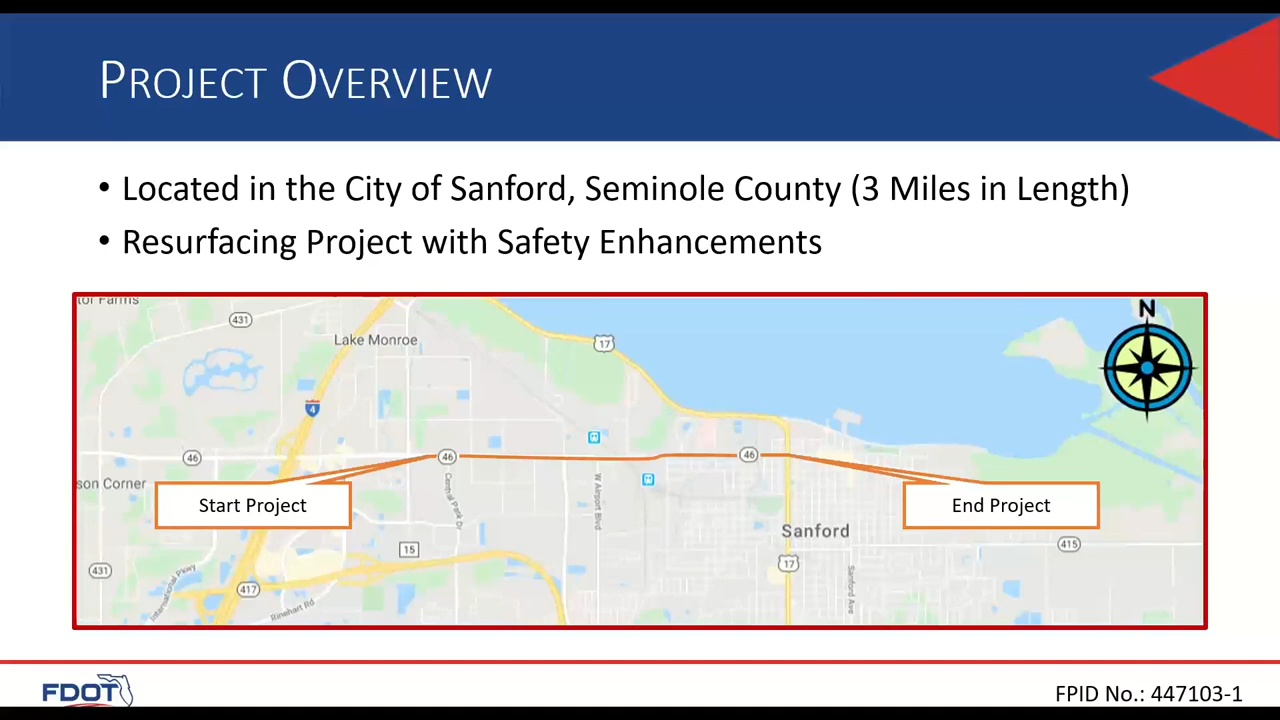 PROJECT OVERVIEW
• Located in the City of Sanford, Seminole County (3 Miles in Length)
• Resurfacing Project with Safety Enhancements
tor Farms
N
431
Lake Monroe
17
4
46
46
46
son Corner
Start Project
End Project
Central Park Dr
W Airport Blvd
Sanford
15
415
431
17
417
International Pkwy
Rinehart Rd
Sanford Ave
FDOT
FPID No.: 447103-1